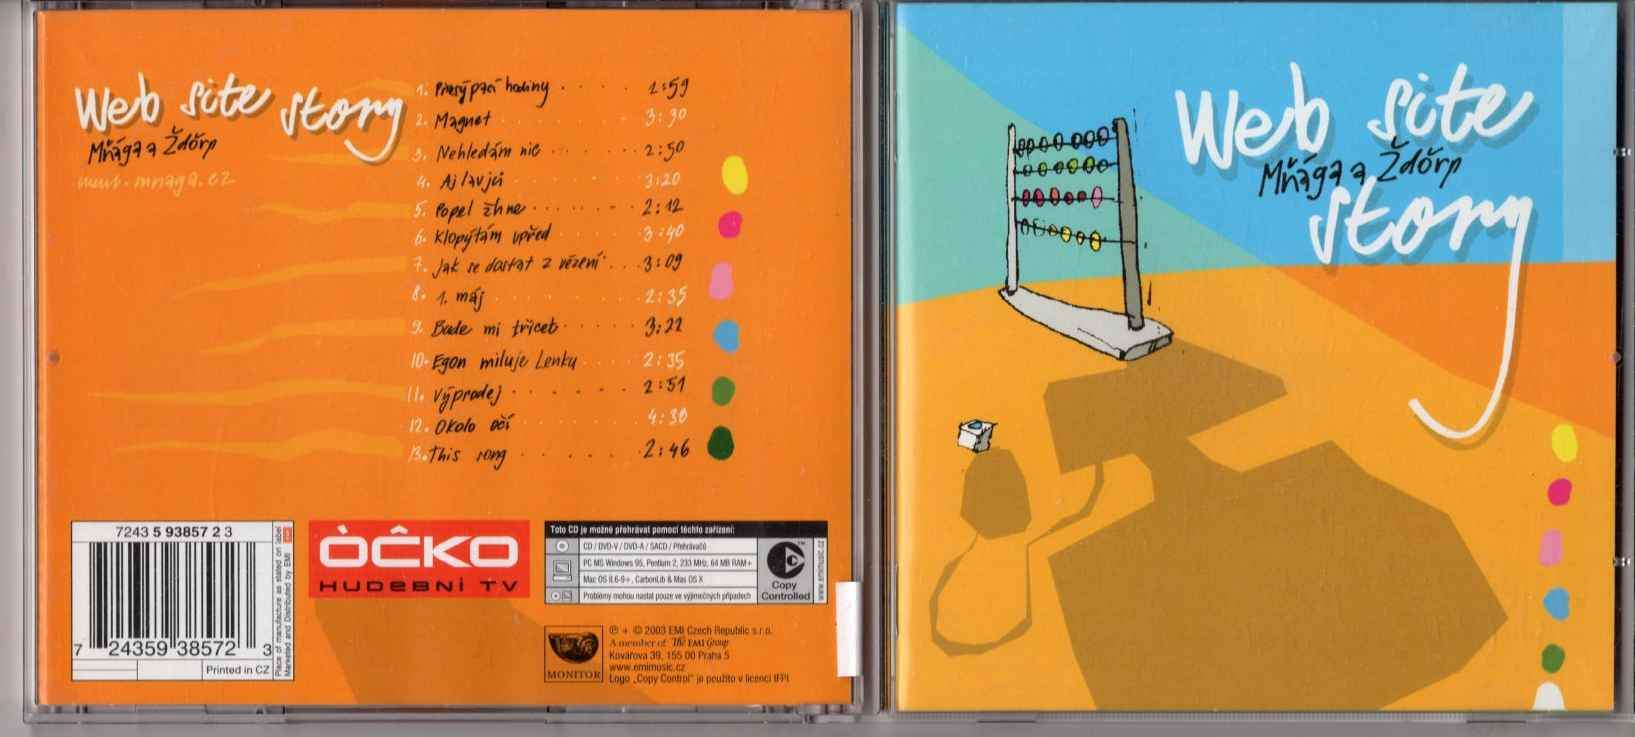 Web site story
Mňága a Žďorp
www.mnaga.cz
1. Přesýpací hodiny 2:59
2. Magnet 3:30
3. Nehledám nic 2:50
4. Aj lav jú 3:20
5. Popel žhne 2:12
6. Klopýtám vpřed 3:40
7. Jak se dostat z vězení 3:09
8. 1. máj 2:35
9. Bude mi třicet 3:22
10. Egon miluje Lenku 2:35
11. Výprodej 2:51
12. Okolo očí 4:30
13. This song 2:46
7243 5 93857 2 3
7 24359 38572 3
Printed in CZ
Place of manufacture as stated on label
Marketed and Distributed by EMI
ÒČKO
HUDEBNÍ TV
Toto CD je možné přehrávat pomocí těchto zařízení:
CD / DVD-V / DVD-A / SACD / Přehrávačů
PC MS Windows 95, Pentium 2, 233 MHz, 64 MB RAM+
Mac OS 8.6-9+, CarbonLib & Mas OS X
Problémy mohou nastat pouze ve výjimečných případech
Copy
Controlled
™
MONITOR
℗ + © 2003 EMI Czech Republic s.r.o.
A member of The EMI Group
Kovářova 39, 155 00 Praha 5
www.emimusic.cz
Logo „Copy Control" je použito v licenci IFPI
www.emimusic.cz
Web site
Mňága a Žďorp
story